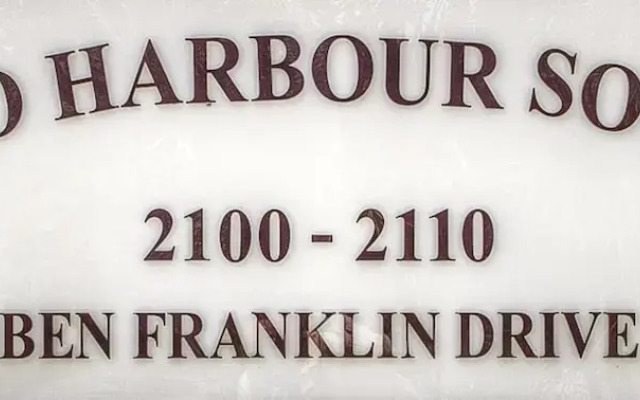 HARBOUR
2100 - 2110
BEN FRANKLIN DRIVE